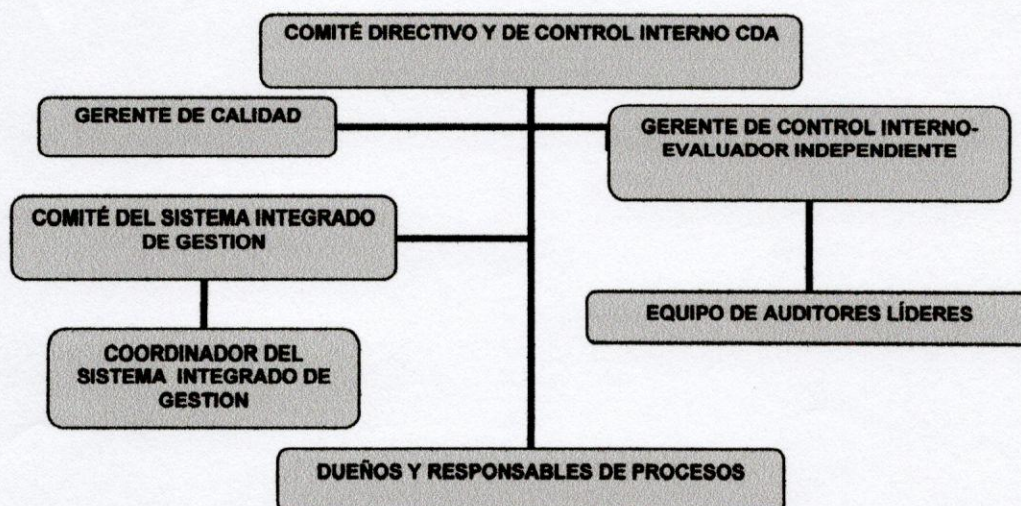 COMITÉ DIRECTIVO Y DE CONTROL INTERNO CDA
GERENTE DE CALIDAD
GERENTE DE CONTROL INTERNO-
EVALUADOR INDEPENDIENTE
COMITÉ DEL SISTEMA INTEGRADO
DE GESTION
EQUIPO DE AUDITORES LÍDERES
COORDINADOR DEL
SISTEMA INTEGRADO DE
GESTION
DUEÑOS Y RESPONSABLES DE PROCESOS